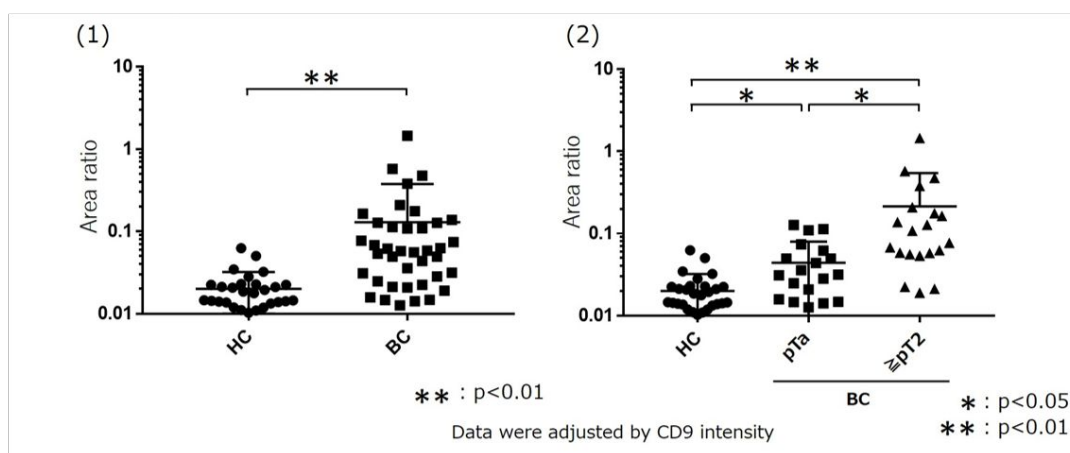 (1)
**
10
1
0.1
0.01
Area ratio
HC
BC
** : p<0.01
(2)
**
*
*
10
1
0.1
0.01
Area ratio
HC
pTa
≧pT2
BC
* : p<0.05
** : p<0.01
Data were adjusted by CD9 intensity